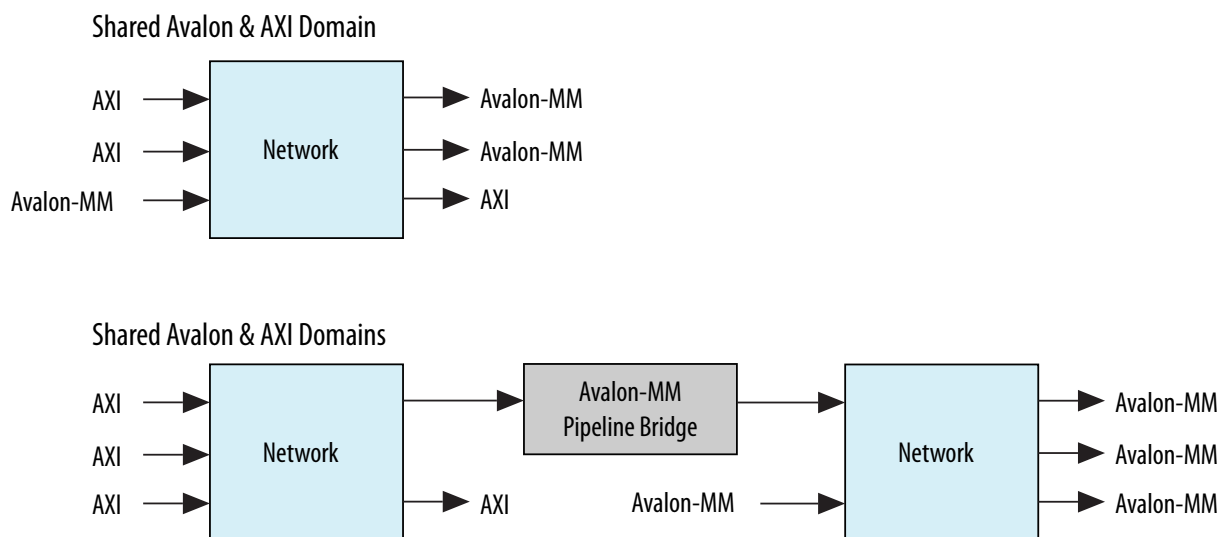 Shared Avalon & AXI Domain
AXI
Avalon-MM
AXI
Network
Avalon-MM
Avalon-MM
AXI
Shared Avalon & AXI Domains
AXI
Avalon-MM
Pipeline Bridge
Avalon-MM
AXI
Network
Network
Avalon-MM
AXI
AXI
Avalon-MM
Avalon-MM